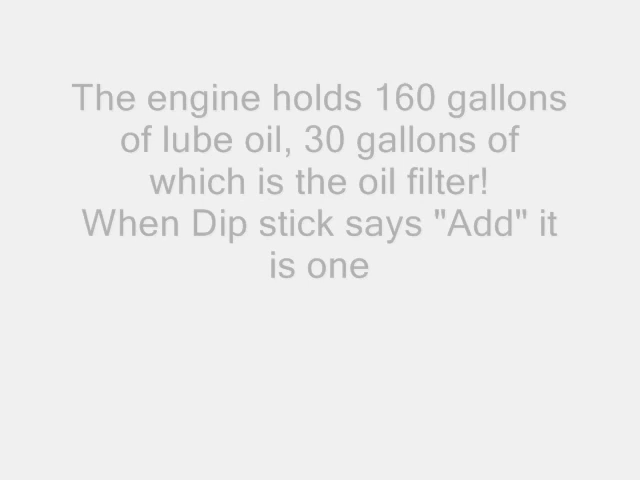 The engine holds 160 gallons
of lube oil, 30 gallons of
which is the oil filter!
When Dip stick says "Add" it
is one